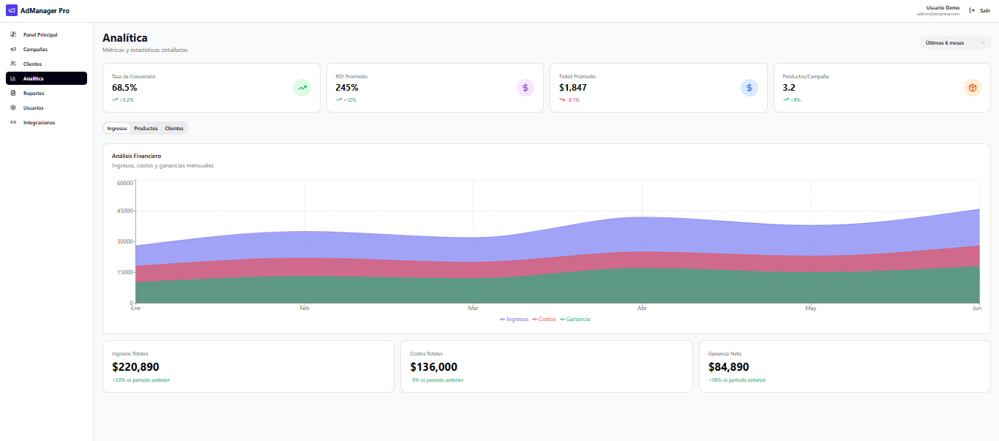 AdManager Pro
Usuario Demo
admin@empresa.com
Salir
Panel Principal
Campañas
Clientes
Analítica
Reportes
Usuarios
Integraciones
Analítica
Métricas y estadísticas detalladas
Últimos 6 meses
Tasa de Conversión
68.5%
+5.2%
ROI Promedio
245%
+12%
Ticket Promedio
$1,847
-3.1%
Productos/Campaña
3.2
+8%
Ingresos Productos Clientes
Análisis Financiero
Ingresos, costos y ganancias mensuales
60000
45000
30000
15000
0
Ene Feb Mar Abr May Jun
Ingresos Costos Ganancia
Ingresos Totales
$220,890
+23% vs periodo anterior
Costos Totales
$136,000
-5% vs periodo anterior
Ganancia Neta
$84,890
+38% vs periodo anterior